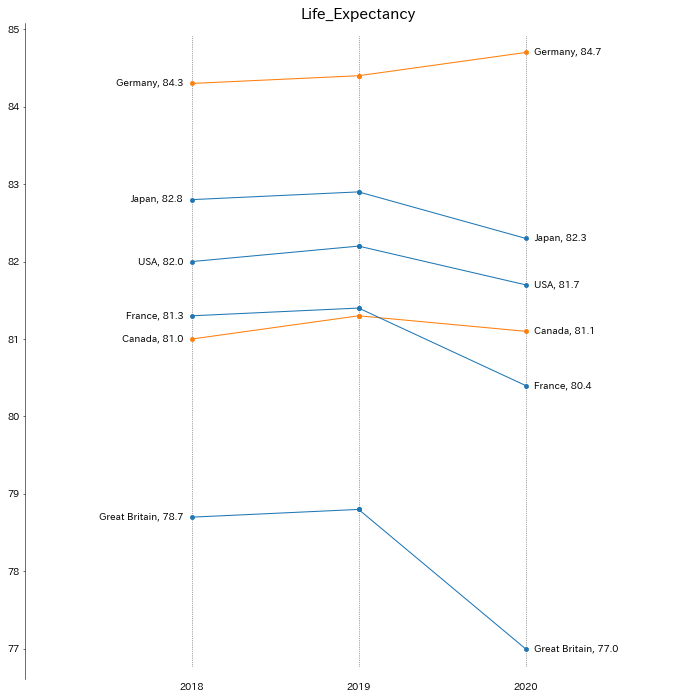 Life_Expectancy
85
84
83
82
81
80
79
78
77
Germany, 84.3
Japan, 82.8
USA, 82.0
France, 81.3
Canada, 81.0
Great Britain, 78.7
Germany, 84.7
Japan, 82.3
USA, 81.7
Canada, 81.1
France, 80.4
Great Britain, 77.0
2018
2019
2020